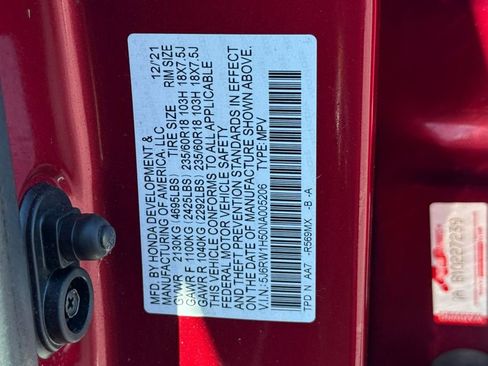 MFD. BY HONDA DEVELOPMENT & 12/21
MANUFACTURING OF AMERICA, LLC
TIRE SIZE RIM SIZE
GVWR 2130KG (4695LBS)
GAWR F 1100KG (2425LBS) 235/60R18 103H 18X7.5J
GAWR R 1040KG (2292LBS) 235/60R18 103H 18X7.5J
THIS VEHICLE CONFORMS TO ALL APPLICABLE
FEDERAL MOTOR VEHICLE SAFETY
AND THEFT PREVENTION STANDARDS IN EFFECT
ON THE DATE OF MANUFACTURE SHOWN ABOVE.
V.I.N.: 5J6RW1H50NA005206 TYPE: MPV
TPD N AA7 -R569MX -B -A